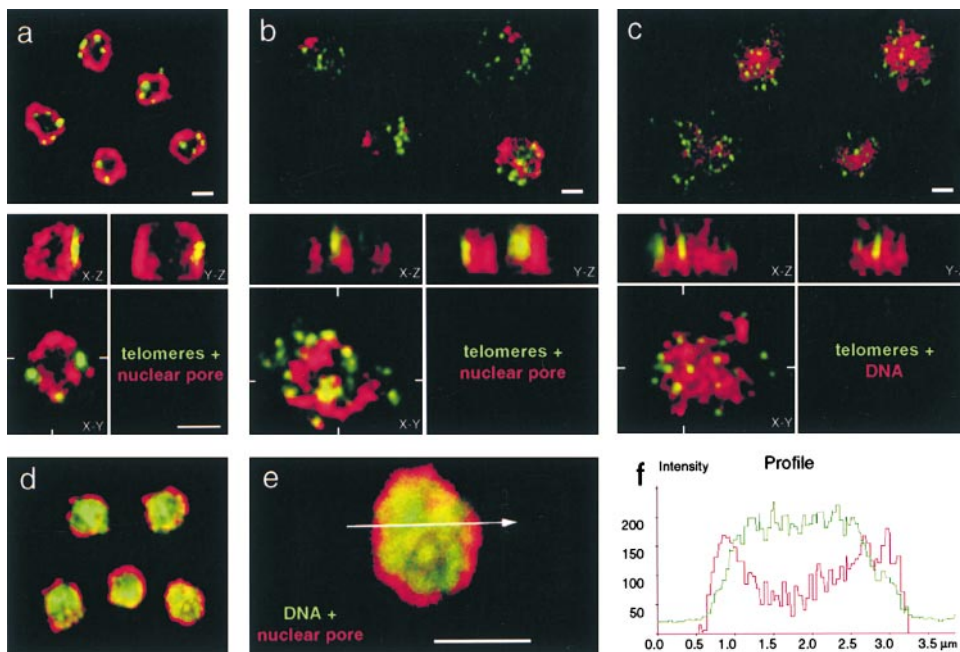 a
b
c
X-Z
Y-Z
X-Z
Y-Z
X-Z
Y-Z
telomeres +
nuclear pore
X-Y
telomeres +
nuclear pore
X-Y
telomeres +
DNA
X-Y
d
e
DNA +
nuclear pore
f
Intensity
Profile
200
150
100
50
0.0 0.5 1.0 1.5 2.0 2.5 3.0 3.5 µm